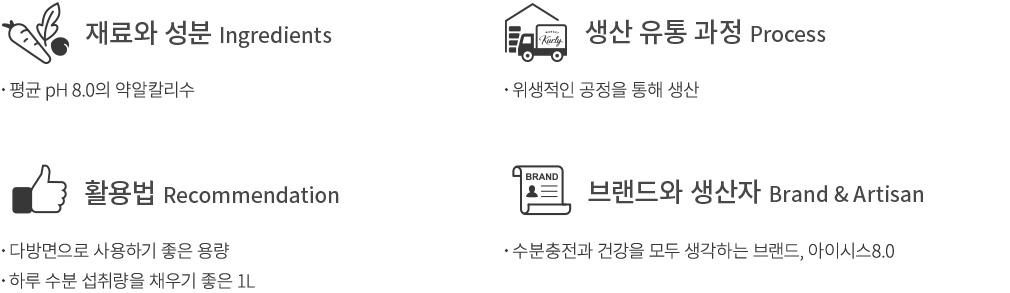 재료와 성분 Ingredients
· 평균 pH 8.0의 약알칼리수
MARKET
Kurly
생산 유통 과정 Process
· 위생적인 공정을 통해 생산
활용법 Recommendation
· 다방면으로 사용하기 좋은 용량
· 하루 수분 섭취량을 채우기 좋은 1L
BRAND
브랜드와 생산자 Brand & Artisan
· 수분충전과 건강을 모두 생각하는 브랜드, 아이시스8.0